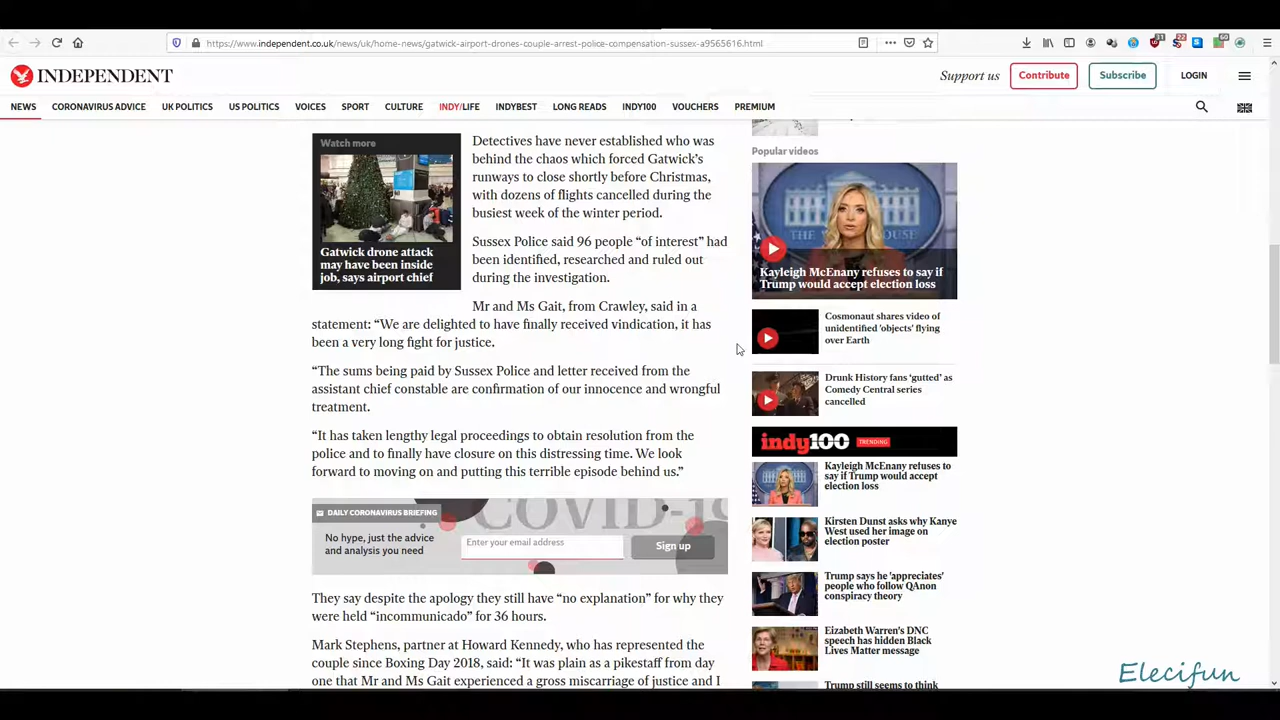 https://www.independent.co.uk/news/uk/home-news/gatwick-airport-drones-couple-arrest-police-compensation-sussex-a9565616.html
INDEPENDENT
Support us
Contribute
Subscribe
LOGIN
NEWS
CORONAVIRUS ADVICE
UK POLITICS
US POLITICS
VOICES
SPORT
CULTURE
INDY/LIFE
INDYBEST
LONG READS
INDY100
VOUCHERS
PREMIUM
Watch more
Gatwick drone attack
may have been inside
job, says airport chief
Detectives have never established who was
behind the chaos which forced Gatwick’s
runways to close shortly before Christmas,
with dozens of flights cancelled during the
busiest week of the winter period.
Sussex Police said 96 people “of interest” had
been identified, researched and ruled out
during the investigation.
Mr and Ms Gait, from Crawley, said in a
statement: “We are delighted to have finally received vindication, it has
been a very long fight for justice.
“The sums being paid by Sussex Police and letter received from the
assistant chief constable are confirmation of our innocence and wrongful
treatment.
“It has taken lengthy legal proceedings to obtain resolution from the
police and to finally have closure on this distressing time. We look
forward to moving on and putting this terrible episode behind us.”
DAILY CORONAVIRUS BRIEFING
COVID-19
No hype, just the advice
and analysis you need
Enter your email address
Sign up
They say despite the apology they still have “no explanation” for why they
were held “incommunicado” for 36 hours.
Mark Stephens, partner at Howard Kennedy, who has represented the
couple since Boxing Day 2018, said: “It was plain as a pikestaff from day
one that Mr and Ms Gait experienced a gross miscarriage of justice and I
Popular videos
THE WHITE HOUSE
Kayleigh McEnany refuses to say if
Trump would accept election loss
Cosmonaut shares video of
unidentified 'objects' flying
over Earth
Drunk History fans ‘gutted’ as
Comedy Central series
cancelled
indy100 TRENDING
Kayleigh McEnany refuses to
say if Trump would accept
election loss
Kirsten Dunst asks why Kanye
West used her image on
election poster
Trump says he 'appreciates'
people who follow QAnon
conspiracy theory
Eizabeth Warren's DNC
speech has hidden Black
Lives Matter message
Trump still seems to think
Elecifun